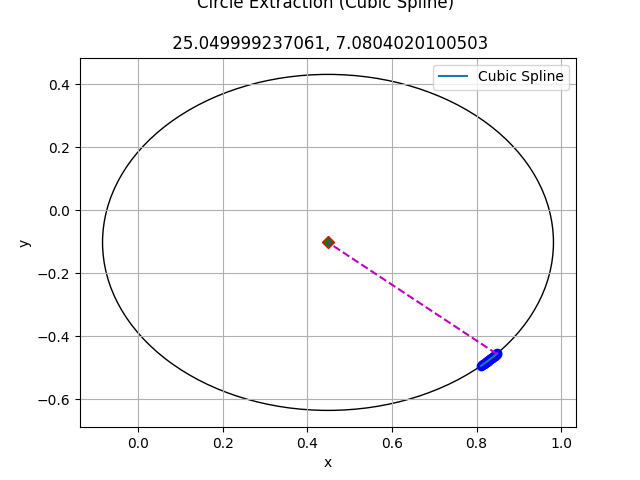 Circle Extraction (Cubic Spline)
25.049999237061, 7.0804020100503
Cubic Spline
0.4
0.2
0.0
−0.2
−0.4
−0.6
y
0.0 0.2 0.4 0.6 0.8 1.0
x